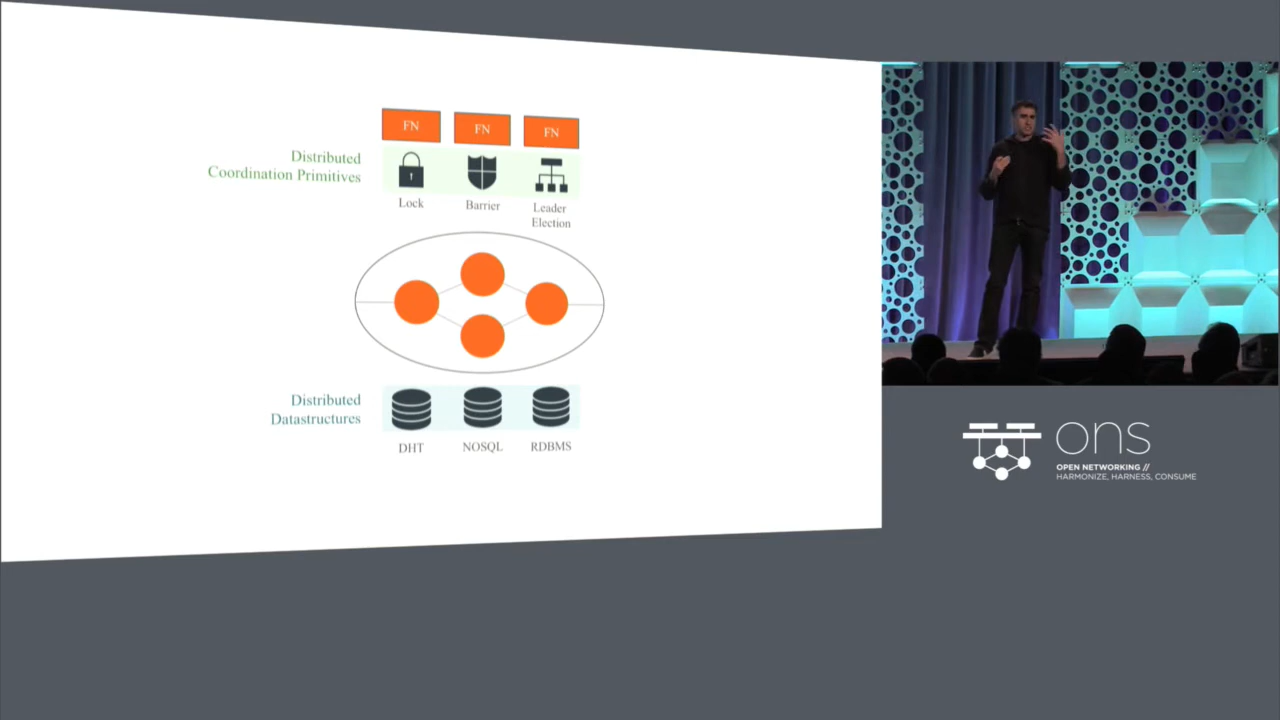 FN
FN
FN
Distributed
Coordination Primitives
Lock
Barrier
Leader
Election
Distributed
Datastructures
DHT
NOSQL
RDBMS
ons
OPEN NETWORKING //
HARMONIZE, HARNESS, CONSUME